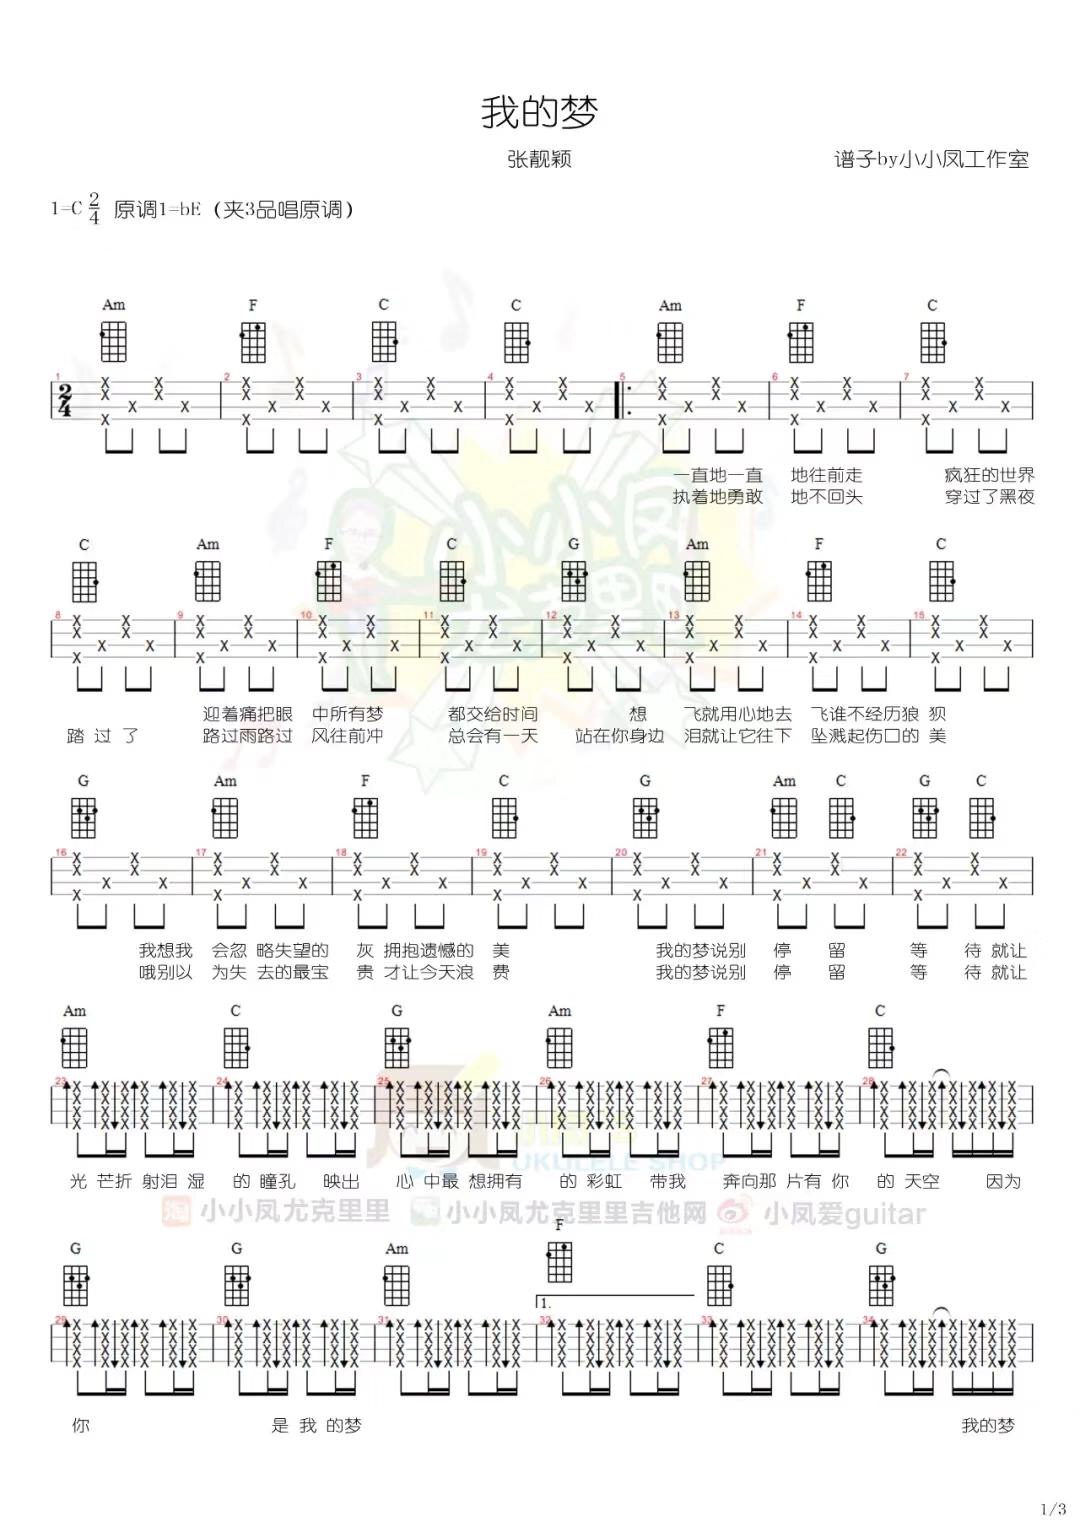 我的梦
张靓颖
谱子by小小凤工作室
1=C 2/4 原调1=bE（夹3品唱原调）
Am F C C Am F C
1 2 3 4 5 6 7
一直地一直 地往前走 疯狂的世界
执着地勇敢 地不回头 穿过了黑夜
C Am F C G Am F C
8 9 10 11 12 13 14 15
迎着痛把眼 中所有梦 都交给时间 想 飞就用心地去 飞谁不经历狼 狈
踏过了 路过雨路过 风往前冲 总会有一天 站在你身边 泪就让它往下 坠溅起伤口的 美
G Am F C G Am C G C
16 17 18 19 20 21 22
我想我 会忽 略失望的 灰 拥抱遗憾的 美 我的梦说别 停 留 等 待 就让
哦别以 为失 去的最宝 贵 才让今天浪 费 我的梦说别 停 留 等 待 就让
Am C G Am F C
23 24 25 26 27 28
光 芒折 射泪 湿 的 瞳孔 映出 心 中最 想拥有 的 彩虹 带我 奔向那 片有 你 的 天空 因为
UKULELE SHOP
淘 小小凤尤克里里 小小凤尤克里里吉他网 小凤爱guitar
G G Am F C G
1.
29 30 31 32 33 34
你 是 我 的梦 我的梦
1/3